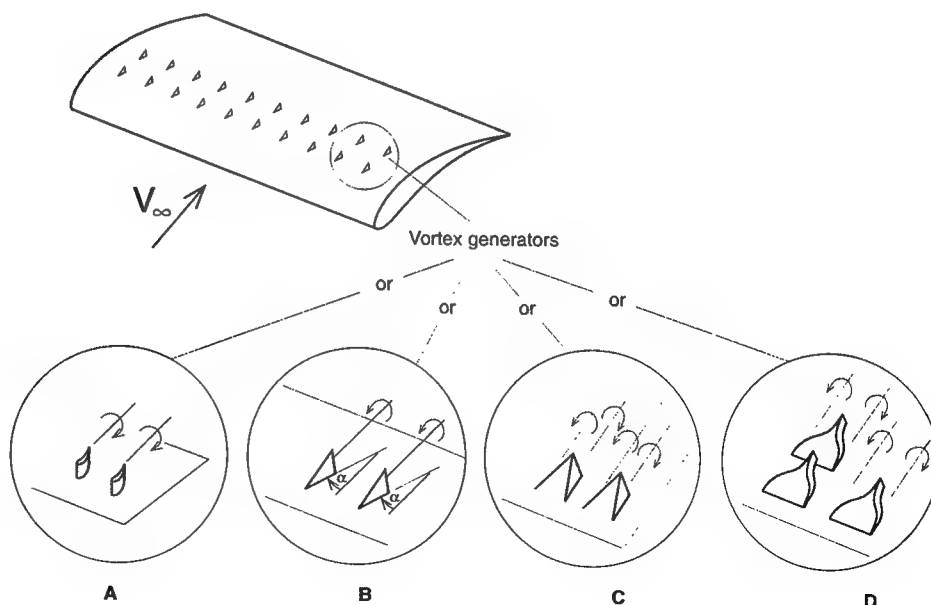 V∞
Vortex generators
or
or
or
or
α
α
A
B
C
D